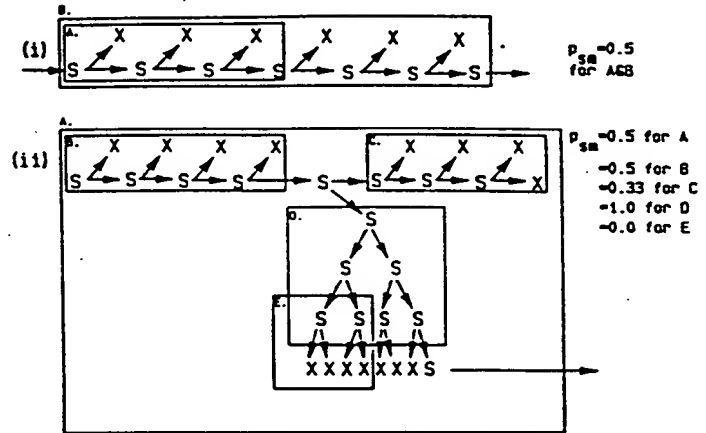 B.
A. X X X X X X
(i) S S S S S S S
p_sm=0.5
for A&B
A.
B. X X X X C. X X X
(ii) S S S S S S S S X
p_sm=0.5 for A
=0.5 for B
=0.33 for C
=1.0 for D
=0.0 for E
D. S
S S
E. S S S S
X X X X X X X S